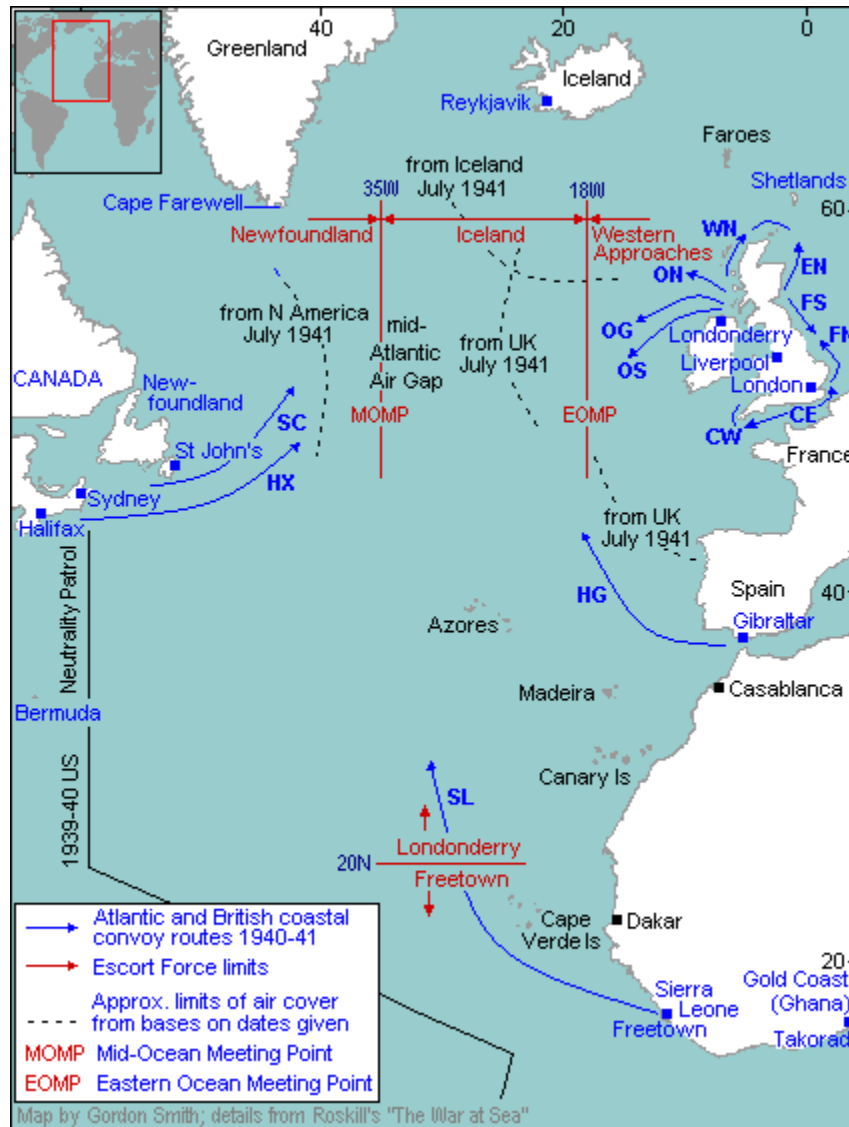 40
20
0
Greenland
Iceland
Reykjavik
Faroes
Shetlands
from Iceland
July 1941
35W
18W
Cape Farewell
60
Newfoundland
Iceland
Western
Approaches
WN
EN
ON
FS
FN
OG
OS
from N America
July 1941
mid-
Atlantic
Air Gap
from UK
July 1941
Londonderry
Liverpool
London
CANADA
New-
foundland
MOMP
EOMP
SC
CE
CW
St John's
HX
France
Sydney
Halifax
from UK
July 1941
Neutrality Patrol
HG
Spain
40
Gibraltar
Azores
Madeira
Casablanca
Bermuda
Canary Is
SL
1939-40 US
20N
Londonderry
Freetown
Cape
Verde Is
Dakar
20
Sierra
Leone
Freetown
Gold Coast
(Ghana)
Takorad
Atlantic and British coastal
convoy routes 1940-41
Escort Force limits
Approx. limits of air cover
from bases on dates given
MOMP Mid-Ocean Meeting Point
EOMP Eastern Ocean Meeting Point
Map by Gordon Smith; details from Roskill's "The War at Sea"